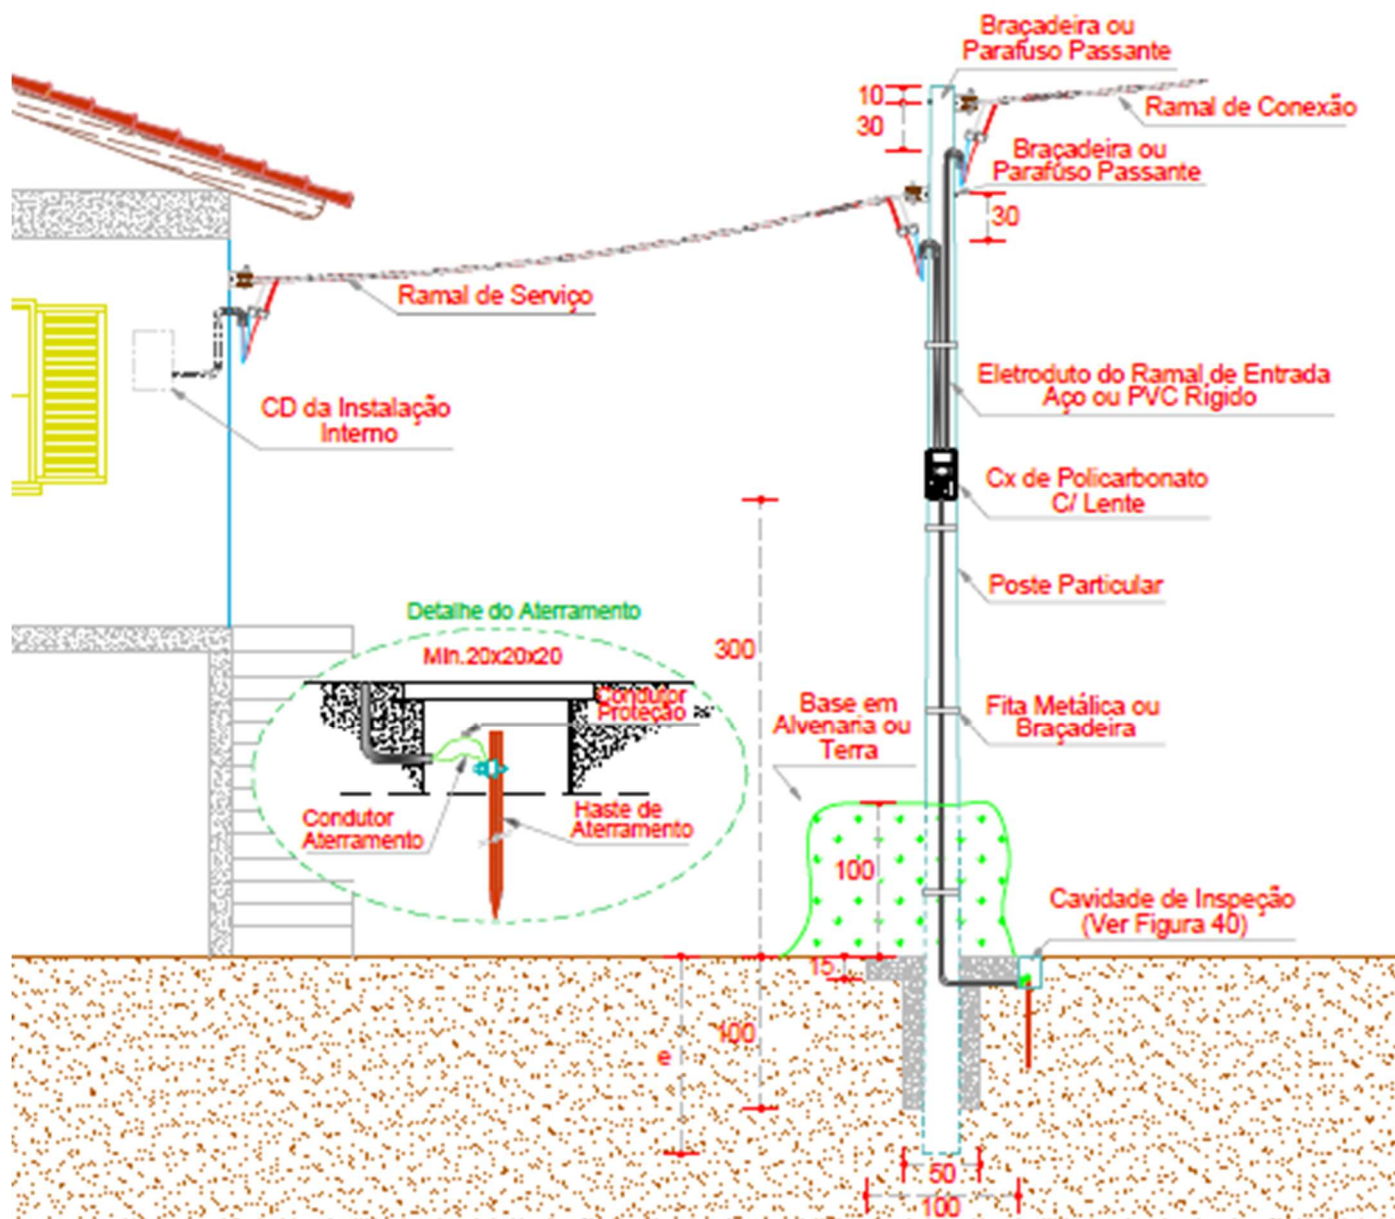 Braçadeira ou
Parafuso Passante
10
30
Ramal de Conexão
Braçadeira ou
Parafuso Passante
30
Ramal de Serviço
Eletroduto do Ramal de Entrada
Aço ou PVC Rígido
CD da Instalação
Interno
Cx de Policarbonato
C/ Lente
Poste Particular
Detalhe do Aterramento
Mín.20x20x20
300
Condutor
Proteção
Base em
Alvenaria ou
Terra
Fita Metálica ou
Braçadeira
Condutor
Aterramento
Haste de
Aterramento
100
Cavidade de Inspeção
(Ver Figura 40)
15
100
e
50
100